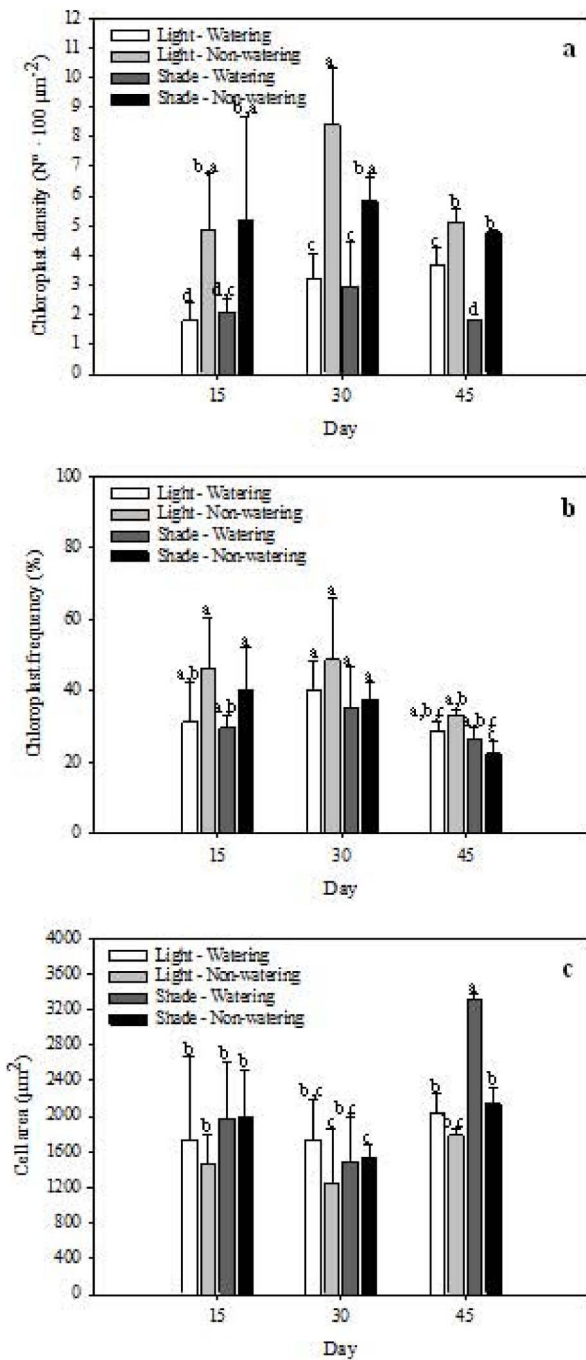 12
11
10
9
8
7
6
5
4
3
2
1
0
Chloroplast density (Nº · 100 µm⁻²)
Light - Watering
Light - Non-watering
Shade - Watering
Shade - Non-watering
a
d
b,a
d,c
b,a
c
a
c
b,a
c
b
d
b
15 30 45
Day
100
80
60
40
20
0
Chloroplast frequency (%)
Light - Watering
Light - Non-watering
Shade - Watering
Shade - Non-watering
b
a,b
a
a,b
a
a
a
a
a
a,b,c
a,b
a,b,c
c
15 30 45
Day
4000
3600
3200
2800
2400
2000
1600
1200
800
400
0
Cell area (µm²)
Light - Watering
Light - Non-watering
Shade - Watering
Shade - Non-watering
c
b
b
b
b
b,c
c
b,c
c
b
b,c
a
b
15 30 45
Day